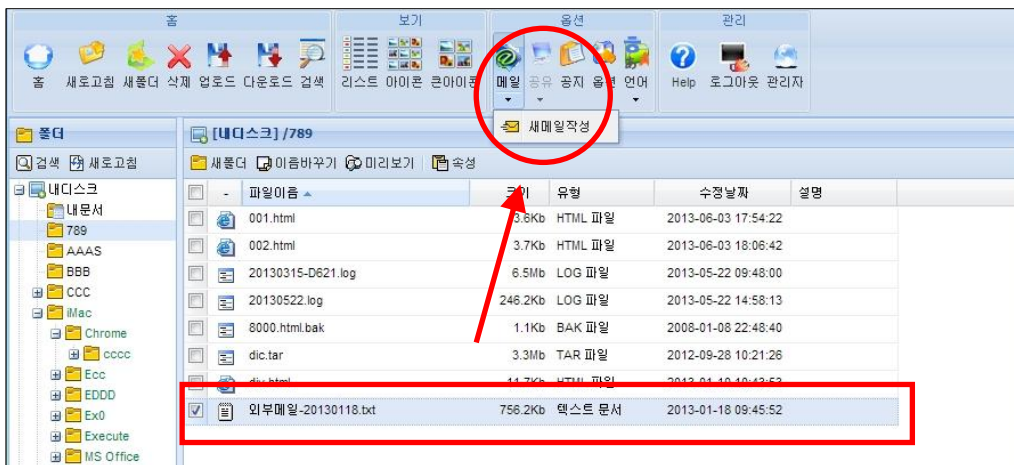 홈 보기 옵션 관리
홈 새로고침 새폴더 삭제 업로드 다운로드 검색 리스트 아이콘 큰아이콘 메일 공유 공지 옵션 언어 Help 로그아웃 관리자
새메일작성
폴더
[내디스크] /789
검색 새로고침
새폴더 이름바꾸기 미리보기 속성
- 파일이름 크기 유형 수정날짜 설명
내디스크
내문서
789
AAAS
BBB
CCC
iMac
Chrome
cccc
Ecc
EDDD
Ex0
Execute
MS Office
001.html 3.6Kb HTML 파일 2013-06-03 17:54:22
002.html 3.7Kb HTML 파일 2013-06-03 18:06:42
20130315-D621.log 6.5Mb LOG 파일 2013-05-22 09:48:00
20130522.log 246.2Kb LOG 파일 2013-05-22 14:58:13
8000.html.bak 1.1Kb BAK 파일 2008-01-08 22:48:40
dic.tar 3.3Mb TAR 파일 2012-09-28 10:21:26
11.7Kb HTML 파일
외부메일-20130118.txt 756.2Kb 텍스트 문서 2013-01-18 09:45:52